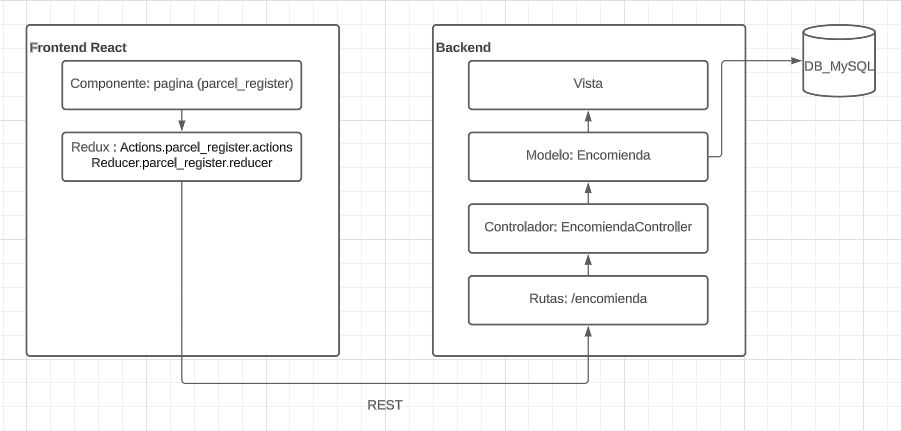 Frontend React
Componente: pagina (parcel_register)
Redux : Actions.parcel_register.actions
Reducer.parcel_register.reducer
Backend
Vista
Modelo: Encomienda
Controlador: EncomiendaController
Rutas: /encomienda
DB_MySQL
REST